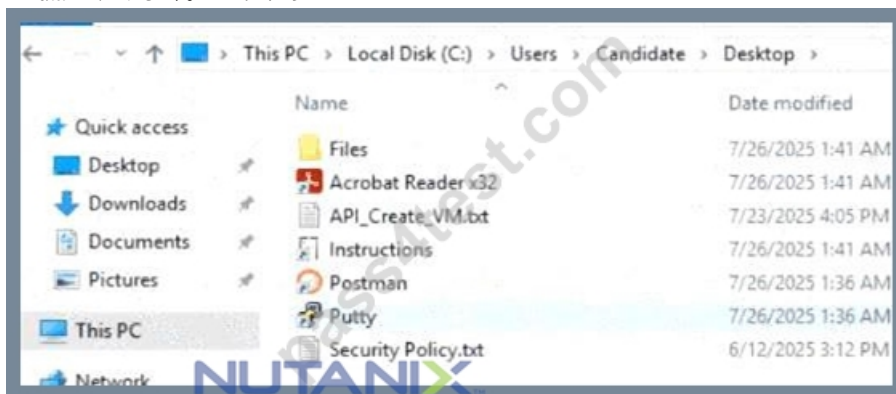 This PC > Local Disk (C:) > Users > Candidate > Desktop >
Name Date modified
Quick access
Desktop
Downloads
Documents
Pictures
This PC
Network
Files 7/26/2025 1:41 AM
Acrobat Reader x32 7/26/2025 1:41 AM
API_Create_VM.txt 7/23/2025 4:05 PM
Instructions 7/26/2025 1:41 AM
Postman 7/26/2025 1:36 AM
Putty 7/26/2025 1:36 AM
Security Policy.txt 6/12/2025 3:12 PM
pass4test.com
NUTANIX